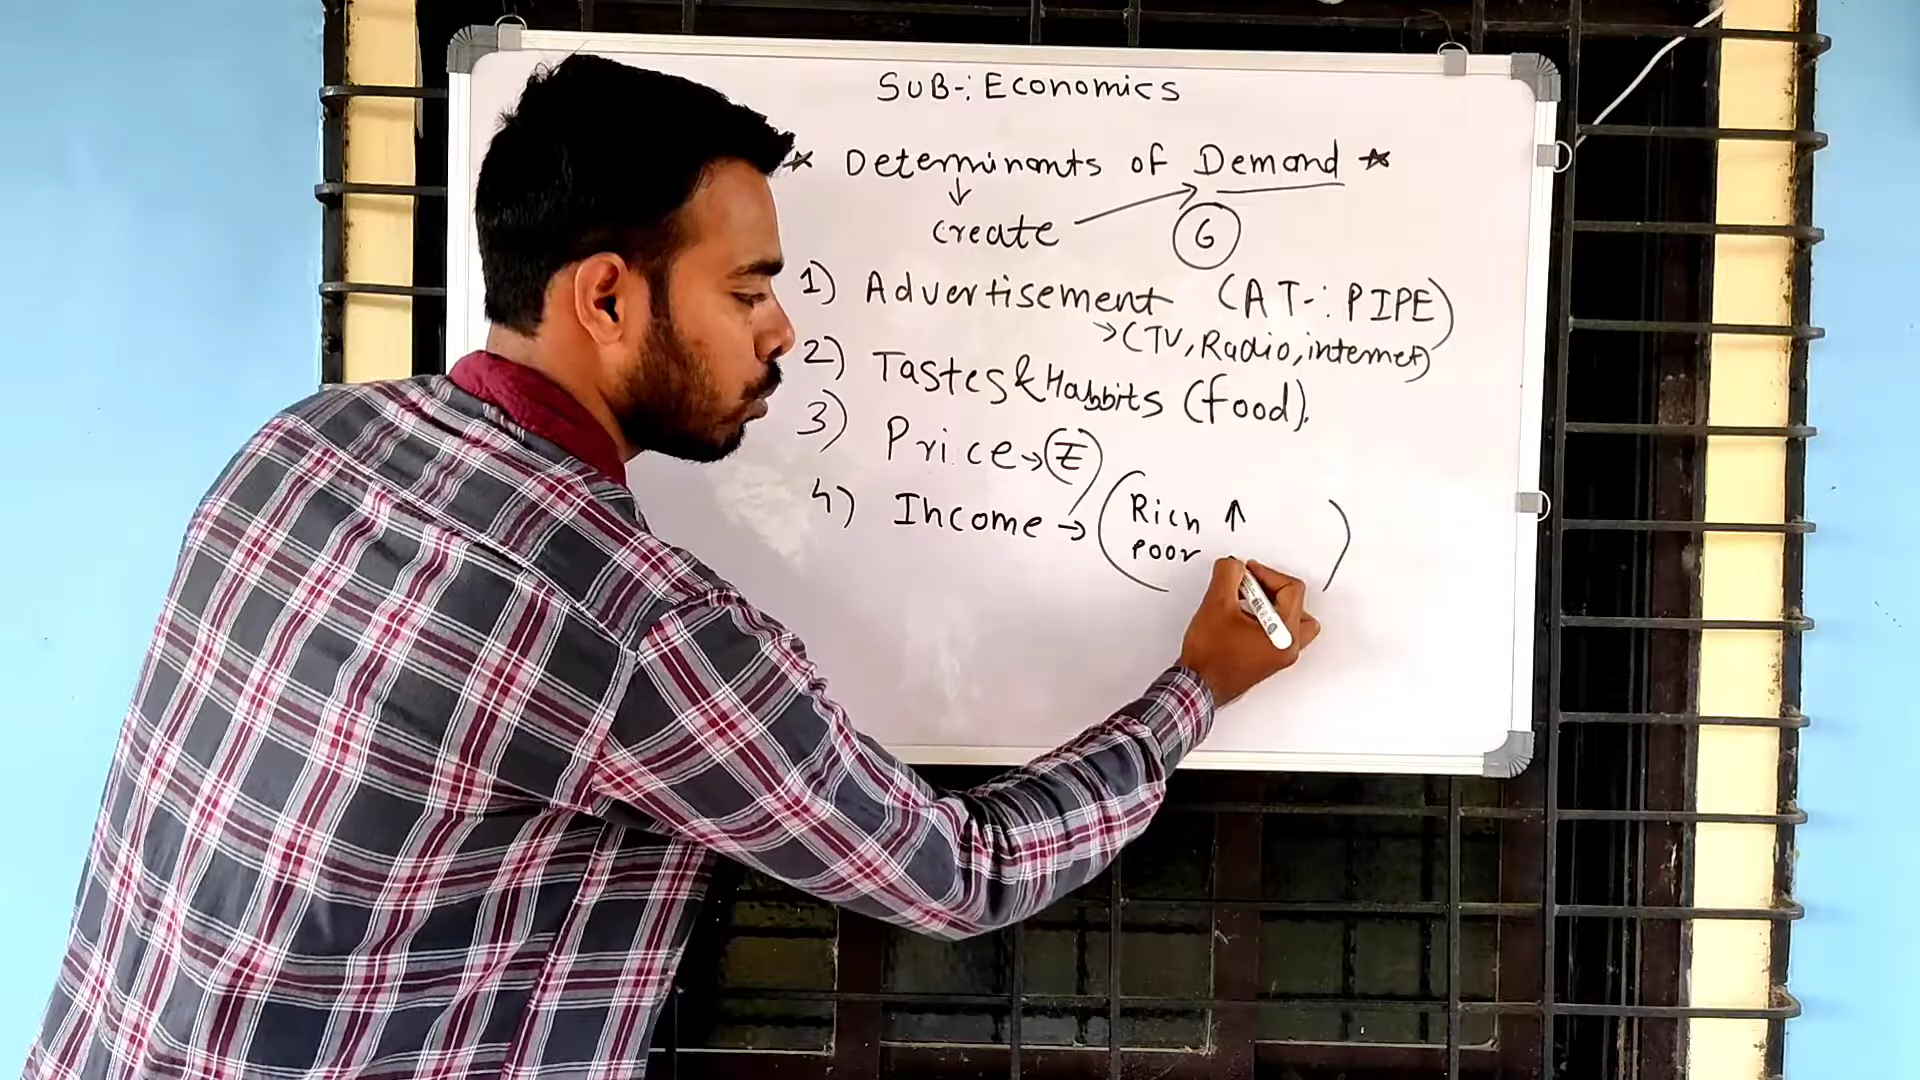 SUB-: Economics
* Determinants of Demand *
↓
create → 6
1) Advertisement (AT-: PIPE)
→ (TV, Radio, internet)
2) Tastes & Habbits (food).
3) Price →
4) Income → (Rich ↑
Poor )